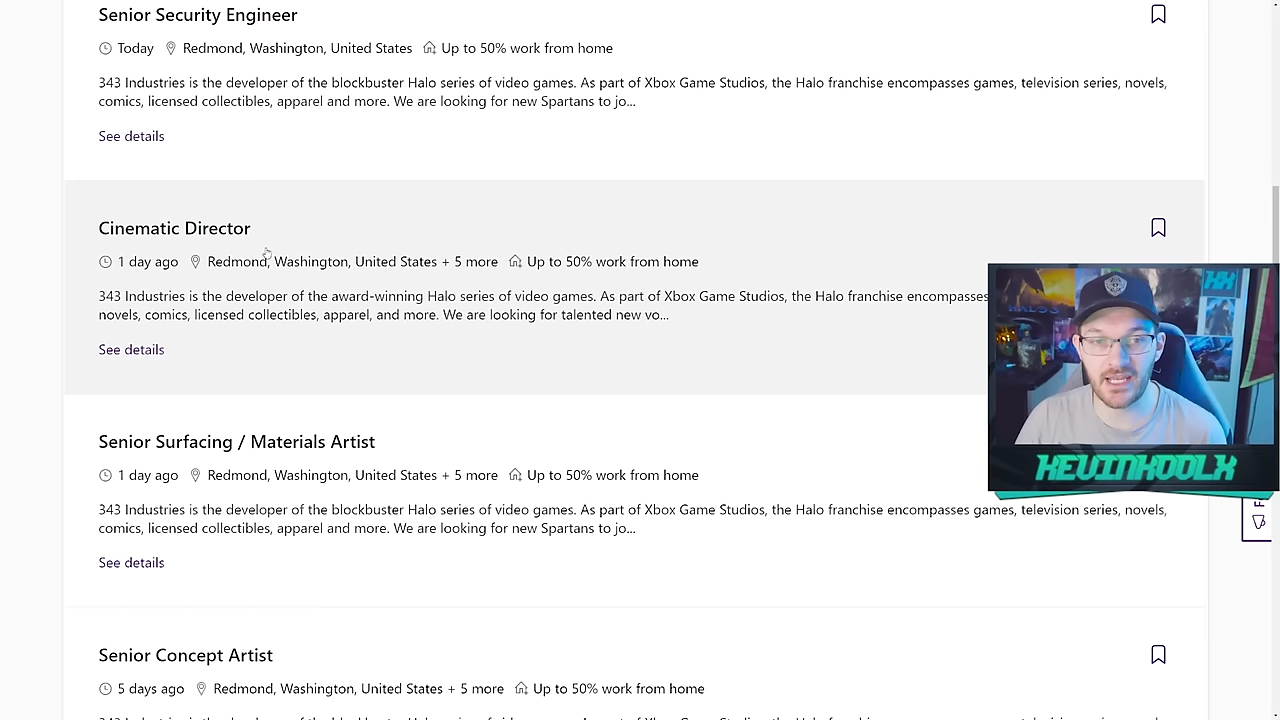 Senior Security Engineer
Today Redmond, Washington, United States Up to 50% work from home
343 Industries is the developer of the blockbuster Halo series of video games. As part of Xbox Game Studios, the Halo franchise encompasses games, television series, novels,
comics, licensed collectibles, apparel and more. We are looking for new Spartans to jo...
See details
Cinematic Director
1 day ago Redmond, Washington, United States + 5 more Up to 50% work from home
343 Industries is the developer of the award-winning Halo series of video games. As part of Xbox Game Studios, the Halo franchise encompasses
novels, comics, licensed collectibles, apparel, and more. We are looking for talented new vo...
See details
KEVINKOOLX
Senior Surfacing / Materials Artist
1 day ago Redmond, Washington, United States + 5 more Up to 50% work from home
343 Industries is the developer of the blockbuster Halo series of video games. As part of Xbox Game Studios, the Halo franchise encompasses games, television series, novels,
comics, licensed collectibles, apparel and more. We are looking for new Spartans to jo...
See details
Senior Concept Artist
5 days ago Redmond, Washington, United States + 5 more Up to 50% work from home